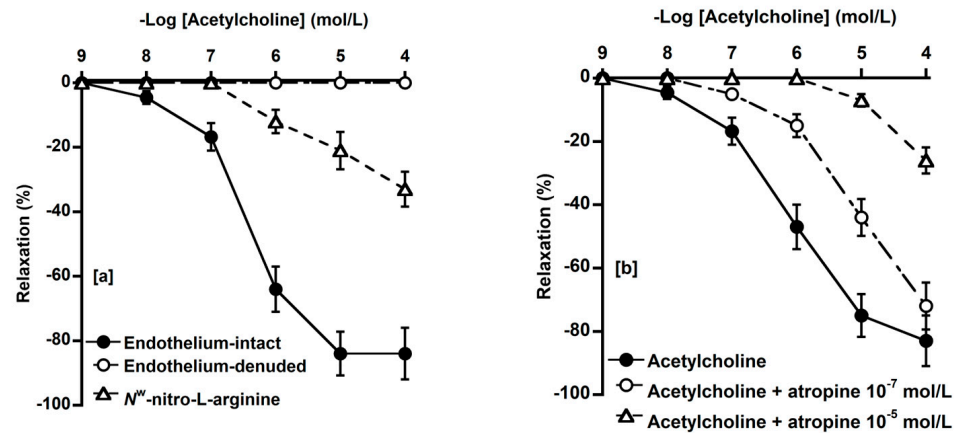 -Log [Acetylcholine] (mol/L)
9 8 7 6 5 4
0
-20
-40
-60
-80
-100
Relaxation (%)
[a]
Endothelium-intact
Endothelium-denuded
Nʷ-nitro-L-arginine
-Log [Acetylcholine] (mol/L)
9 8 7 6 5 4
0
-20
-40
-60
-80
-100
Relaxation (%)
[b]
Acetylcholine
Acetylcholine + atropine 10⁻⁷ mol/L
Acetylcholine + atropine 10⁻⁵ mol/L